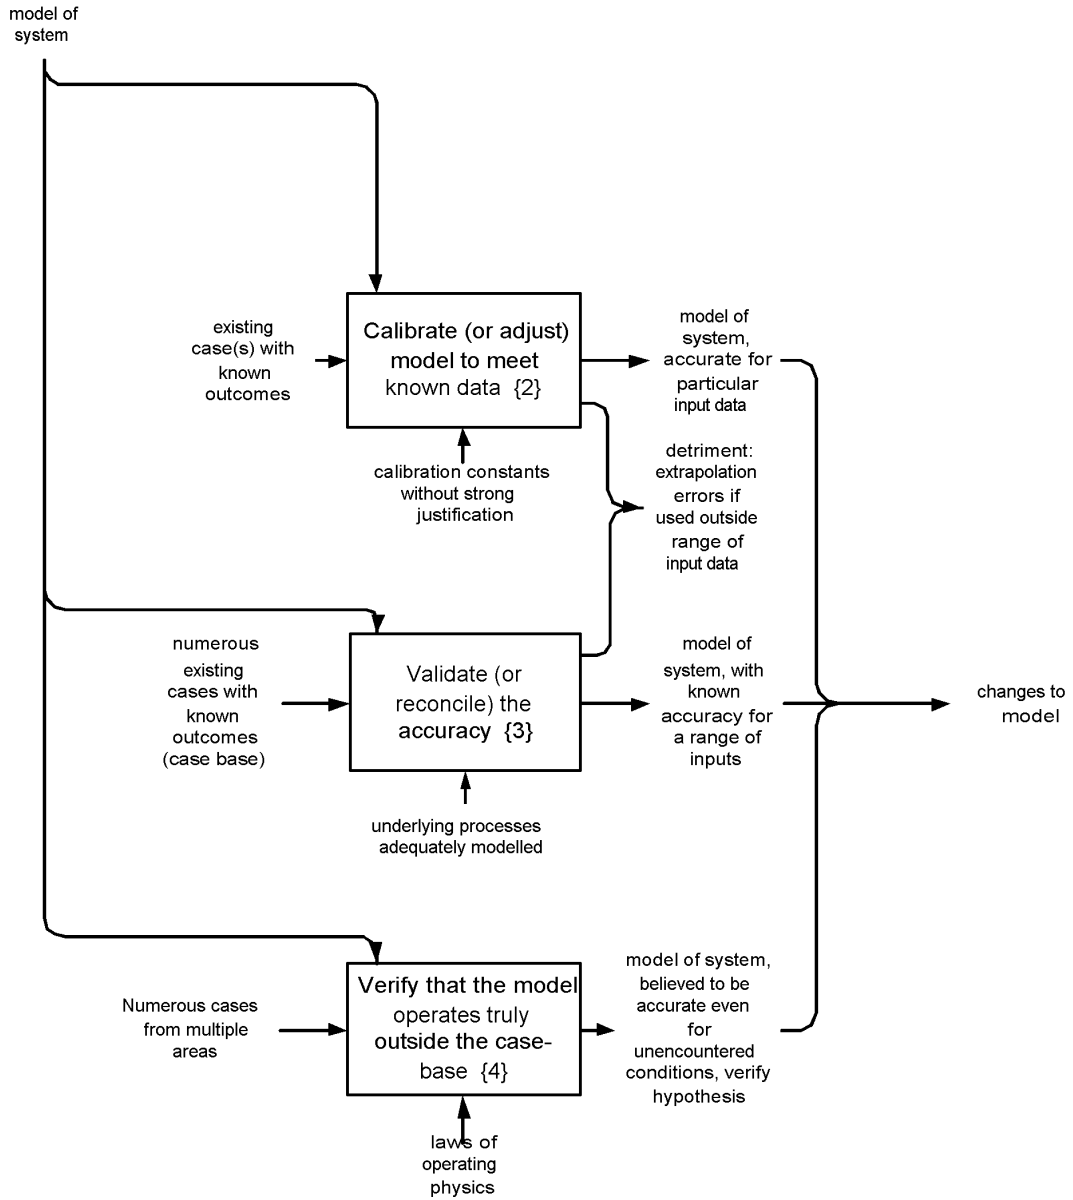 model of
system
existing
case(s) with
known
outcomes
Calibrate (or adjust)
model to meet
known data {2}
model of
system,
accurate for
particular
input data
calibration constants
without strong
justification
detriment:
extrapolation
errors if
used outside
range of
input data
numerous
existing
cases with
known
outcomes
(case base)
Validate (or
reconcile) the
accuracy {3}
model of
system, with
known
accuracy for
a range of
inputs
changes to
model
underlying processes
adequately modelled
Numerous cases
from multiple
areas
Verify that the model
operates truly
outside the case-
base {4}
model of system,
believed to be
accurate even
for
unencountered
conditions, verify
hypothesis
laws of
operating
physics